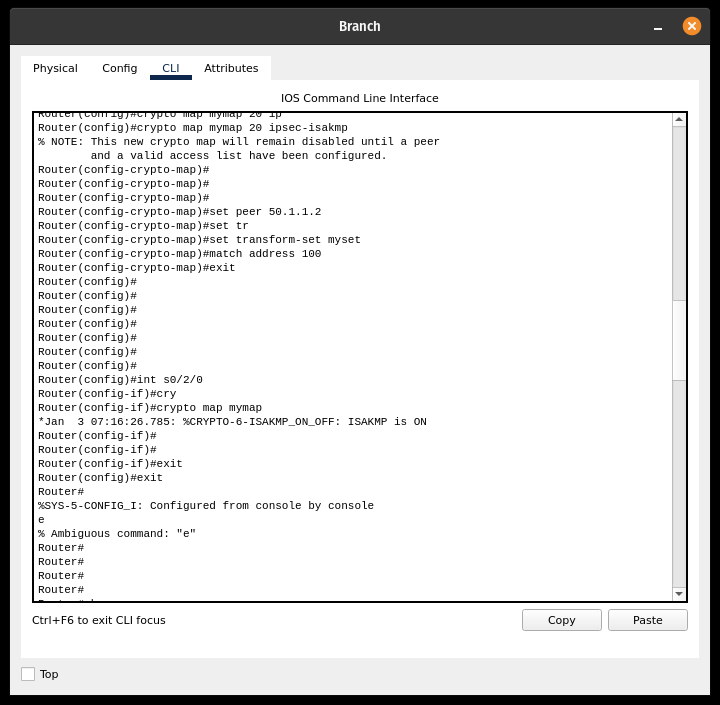 Branch
Physical Config CLI Attributes
IOS Command Line Interface
Router(config)#crypto map mymap 20 ip
Router(config)#crypto map mymap 20 ipsec-isakmp
% NOTE: This new crypto map will remain disabled until a peer
        and a valid access list have been configured.
Router(config-crypto-map)#
Router(config-crypto-map)#
Router(config-crypto-map)#
Router(config-crypto-map)#set peer 50.1.1.2
Router(config-crypto-map)#set tr
Router(config-crypto-map)#set transform-set myset
Router(config-crypto-map)#match address 100
Router(config-crypto-map)#exit
Router(config)#
Router(config)#
Router(config)#
Router(config)#
Router(config)#
Router(config)#
Router(config)#
Router(config)#int s0/2/0
Router(config-if)#cry
Router(config-if)#crypto map mymap
*Jan  3 07:16:26.785: %CRYPTO-6-ISAKMP_ON_OFF: ISAKMP is ON
Router(config-if)#
Router(config-if)#
Router(config-if)#exit
Router(config)#exit
Router#
%SYS-5-CONFIG_I: Configured from console by console
e
% Ambiguous command: "e"
Router#
Router#
Router#
Router#
Ctrl+F6 to exit CLI focus
Copy
Paste
Top